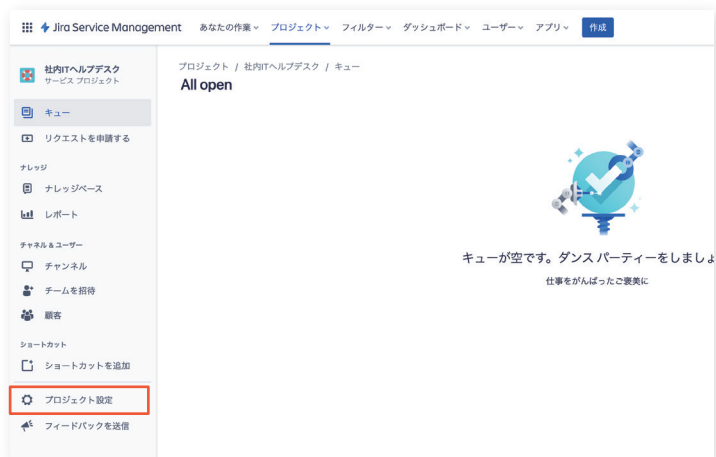 Jira Service Management あなたの作業 プロジェクト フィルター ダッシュボード ユーザー アプリ 作成
社内ITヘルプデスク
サービス プロジェクト
キュー
リクエストを申請する
ナレッジ
ナレッジベース
レポート
チャネル & ユーザー
チャンネル
チームを招待
顧客
ショートカット
ショートカットを追加
プロジェクト設定
フィードバックを送信
プロジェクト / 社内ITヘルプデスク / キュー
All open
キューが空です。ダンス パーティーをしましょ
仕事をがんばったご褒美に